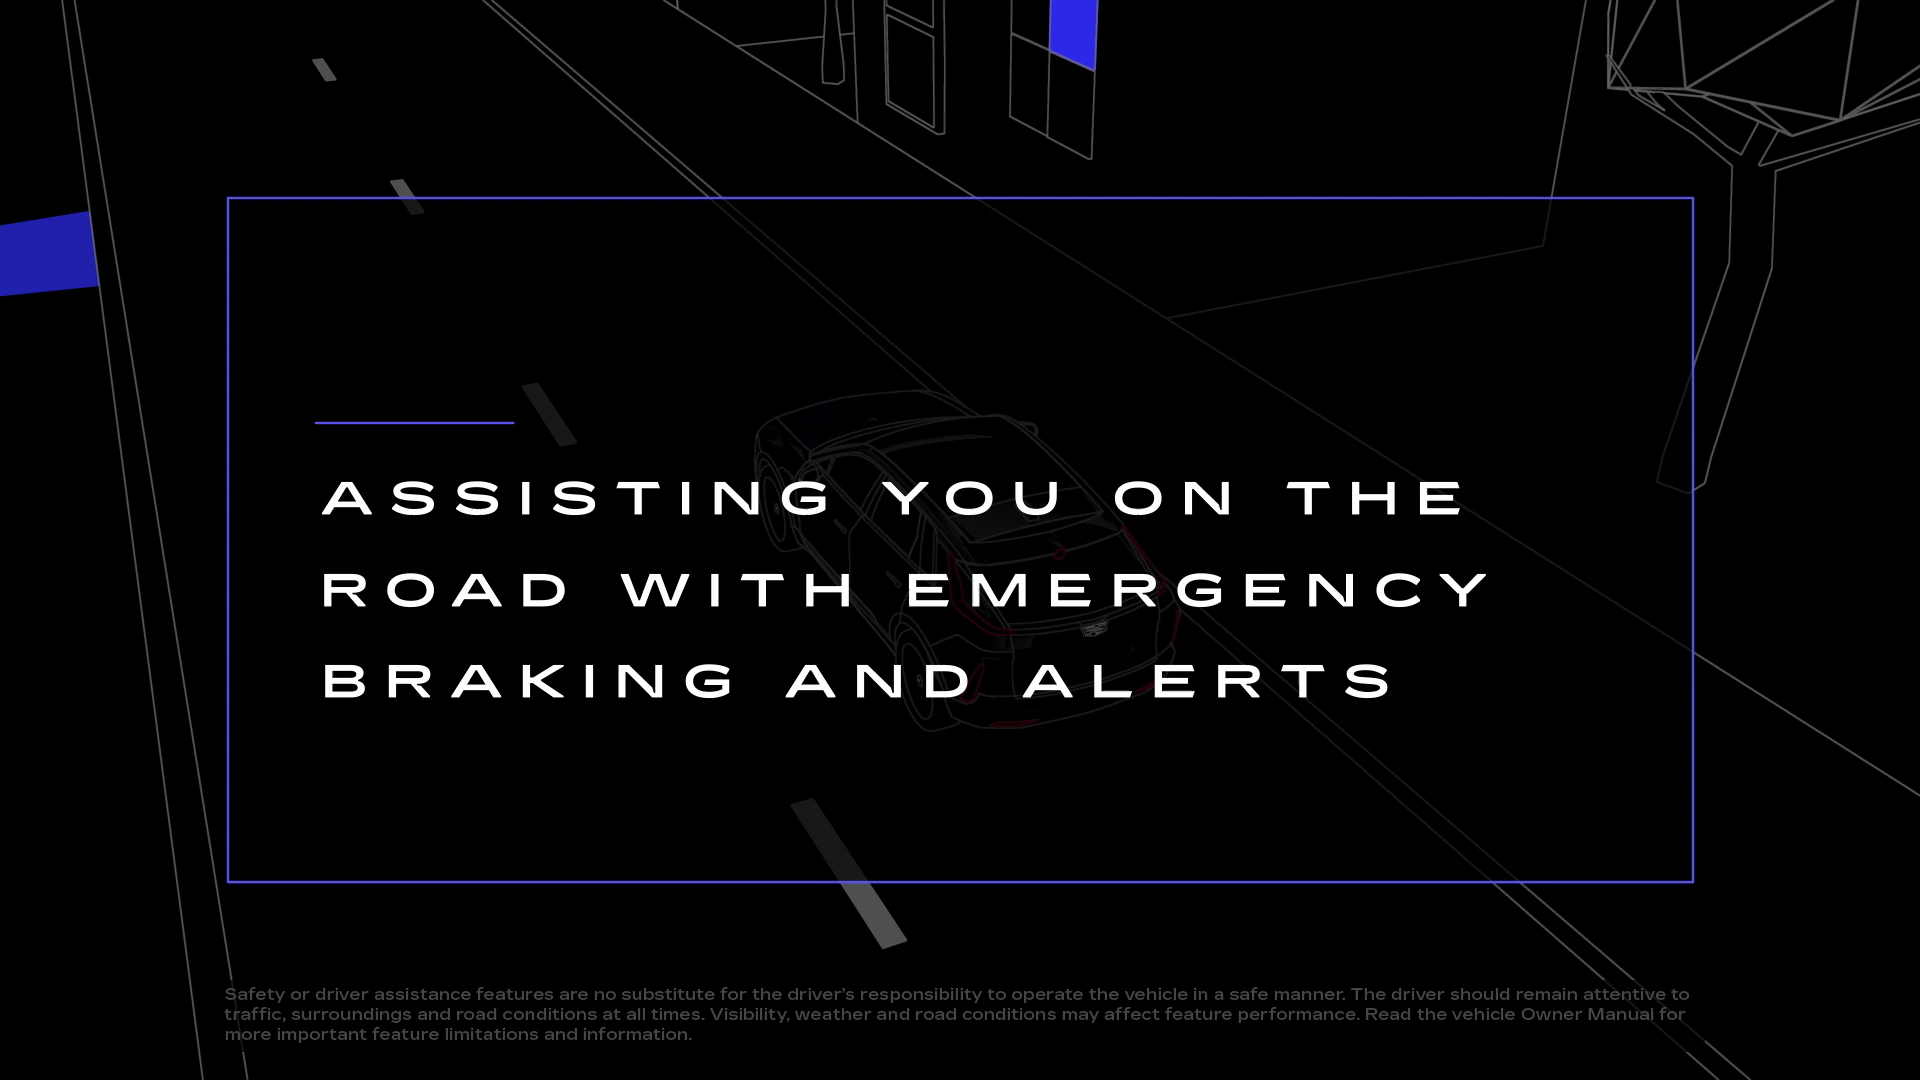 ASSISTING YOU ON THE
ROAD WITH EMERGENCY
BRAKING AND ALERTS
Safety or driver assistance features are no substitute for the driver’s responsibility to operate the vehicle in a safe manner. The driver should remain attentive to
traffic, surroundings and road conditions at all times. Visibility, weather and road conditions may affect feature performance. Read the vehicle Owner Manual for
more important feature limitations and information.